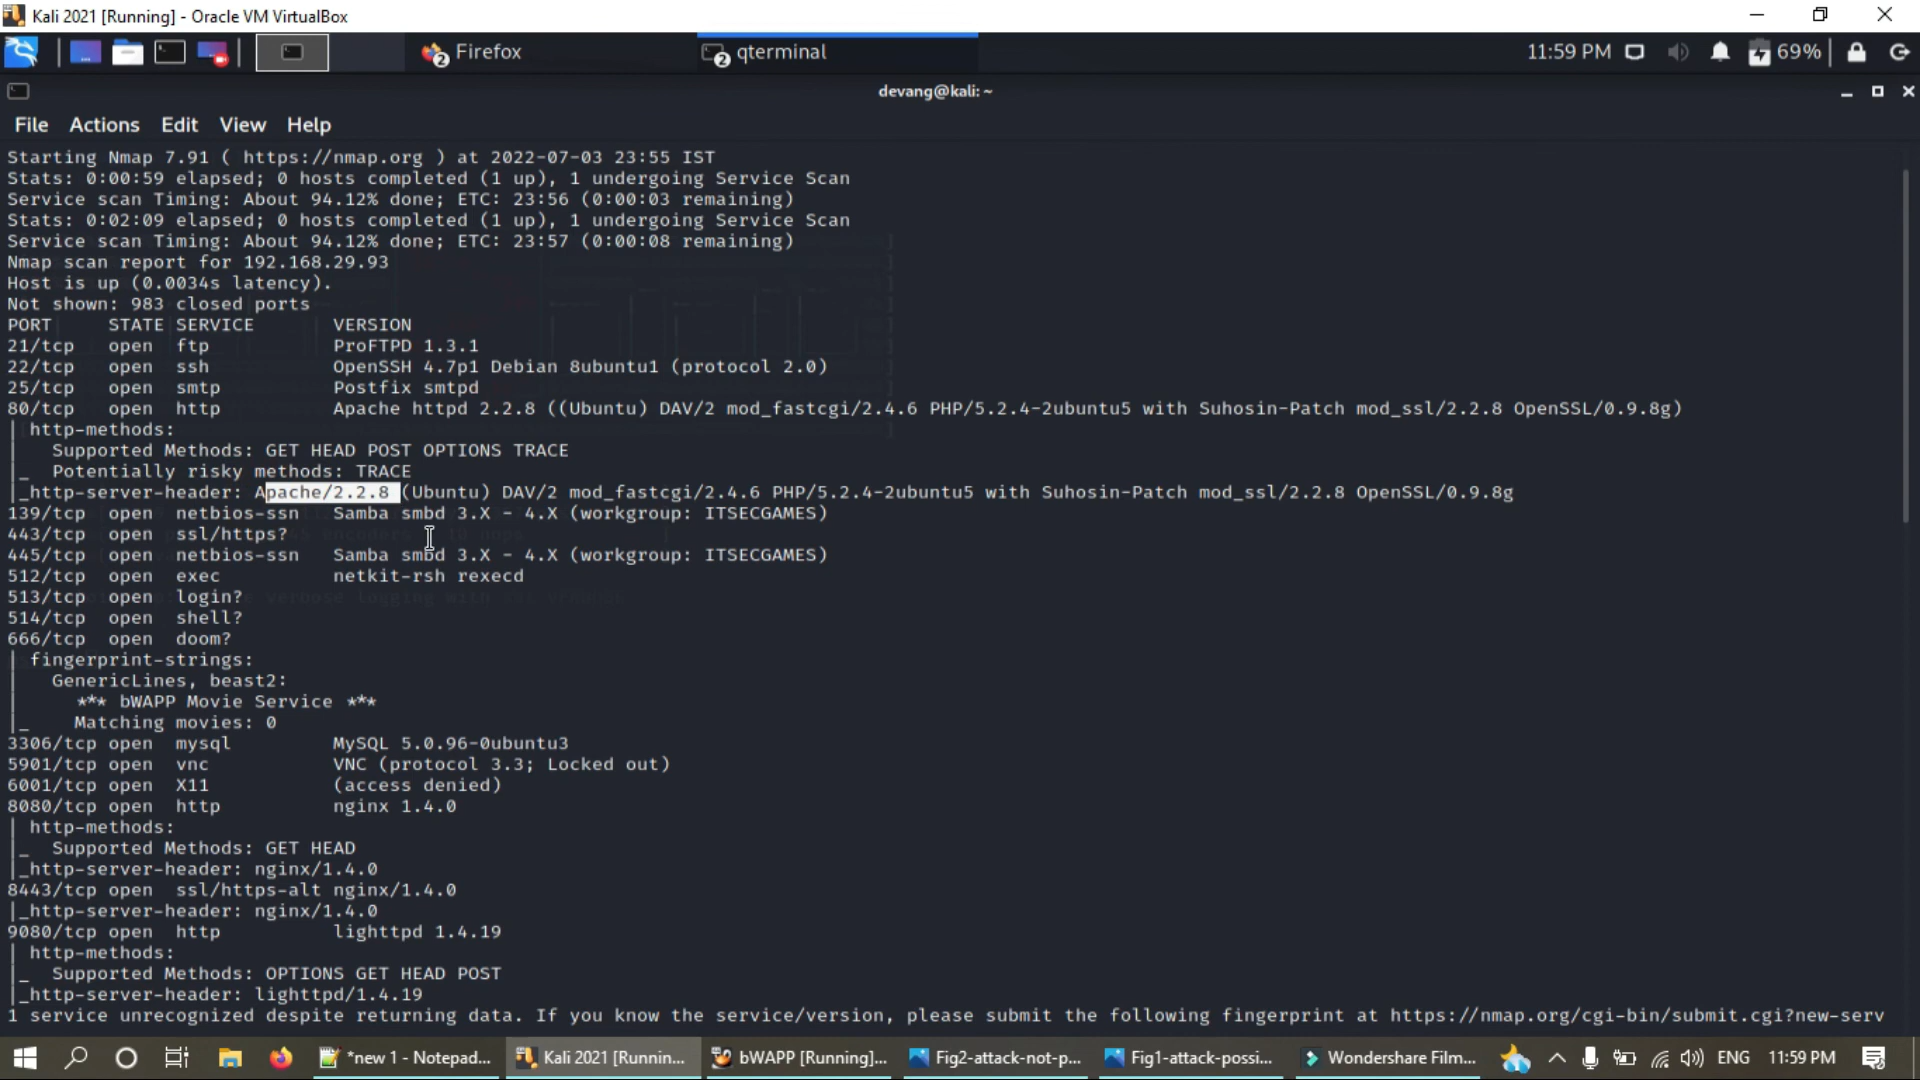 Kali 2021 [Running] - Oracle VM VirtualBox
2 Firefox 2 qterminal 11:59 PM 69%
devang@kali: ~
File Actions Edit View Help
Starting Nmap 7.91 ( https://nmap.org ) at 2022-07-03 23:55 IST
Stats: 0:00:59 elapsed; 0 hosts completed (1 up), 1 undergoing Service Scan
Service scan Timing: About 94.12% done; ETC: 23:56 (0:00:03 remaining)
Stats: 0:02:09 elapsed; 0 hosts completed (1 up), 1 undergoing Service Scan
Service scan Timing: About 94.12% done; ETC: 23:57 (0:00:08 remaining)
Nmap scan report for 192.168.29.93
Host is up (0.0034s latency).
Not shown: 983 closed ports
PORT STATE SERVICE VERSION
21/tcp open ftp ProFTPD 1.3.1
22/tcp open ssh OpenSSH 4.7p1 Debian 8ubuntu1 (protocol 2.0)
25/tcp open smtp Postfix smtpd
80/tcp open http Apache httpd 2.2.8 ((Ubuntu) DAV/2 mod_fastcgi/2.4.6 PHP/5.2.4-2ubuntu5 with Suhosin-Patch mod_ssl/2.2.8 OpenSSL/0.9.8g)
| http-methods:
|   Supported Methods: GET HEAD POST OPTIONS TRACE
|_  Potentially risky methods: TRACE
|_http-server-header: Apache/2.2.8 (Ubuntu) DAV/2 mod_fastcgi/2.4.6 PHP/5.2.4-2ubuntu5 with Suhosin-Patch mod_ssl/2.2.8 OpenSSL/0.9.8g
139/tcp open netbios-ssn Samba smbd 3.X - 4.X (workgroup: ITSECGAMES)
443/tcp open ssl/https?
445/tcp open netbios-ssn Samba smbd 3.X - 4.X (workgroup: ITSECGAMES)
512/tcp open exec netkit-rsh rexecd
513/tcp open login?
514/tcp open shell?
666/tcp open doom?
| fingerprint-strings:
|   GenericLines, beast2:
|     *** bWAPP Movie Service ***
|_    Matching movies: 0
3306/tcp open mysql MySQL 5.0.96-0ubuntu3
5901/tcp open vnc VNC (protocol 3.3; Locked out)
6001/tcp open X11 (access denied)
8080/tcp open http nginx 1.4.0
| http-methods:
|_  Supported Methods: GET HEAD
|_http-server-header: nginx/1.4.0
8443/tcp open ssl/https-alt nginx/1.4.0
|_http-server-header: nginx/1.4.0
9080/tcp open http lighttpd 1.4.19
| http-methods:
|_  Supported Methods: OPTIONS GET HEAD POST
|_http-server-header: lighttpd/1.4.19
1 service unrecognized despite returning data. If you know the service/version, please submit the following fingerprint at https://nmap.org/cgi-bin/submit.cgi?new-serv
*new 1 - Notepad... Kali 2021 [Runnin... bWAPP [Running]... Fig2-attack-not-p... Fig1-attack-possi... Wondershare Film... ENG 11:59 PM